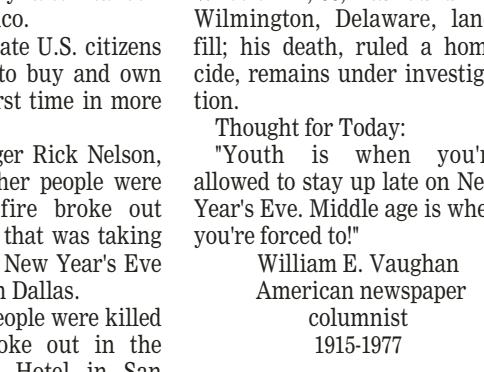 co.
ate U.S. citizens
to buy and own
rst time in more
ger Rick Nelson,
her people were
fire broke out
that was taking
New Year's Eve
n Dallas.
eople were killed
oke out in the
Hotel in San
Wilmington, Delaware, lan
fill; his death, ruled a hom
cide, remains under investig
tion.
Thought for Today:
"Youth is when you'r
allowed to stay up late on Ne
Year's Eve. Middle age is whe
you're forced to!"
William E. Vaughan
American newspaper
columnist
1915-1977